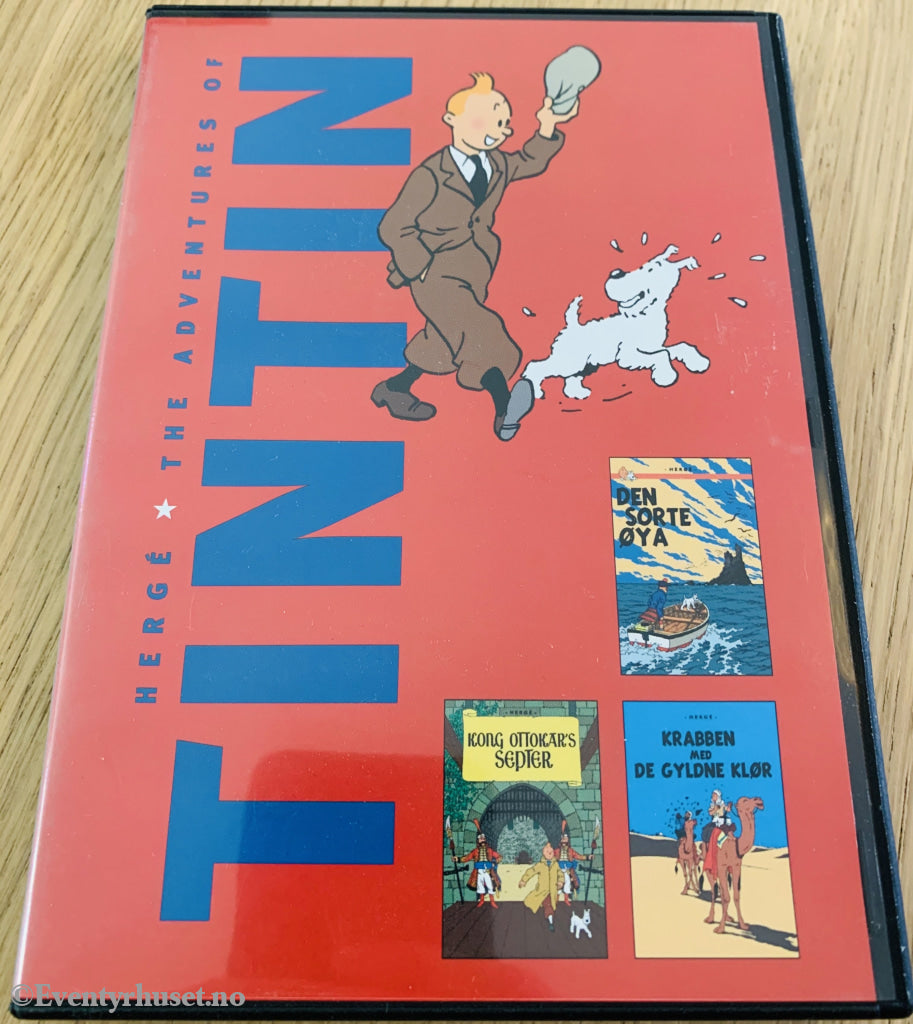 HERGÉ ★ THE ADVENTURES OF
TINTIN
HERGÉ
DEN
SORTE
ØYA
-HERGÉ-
KONG OTTOKAR'S
SEPTER
-HERGÉ-
KRABBEN
MED
DE GYLDNE KLØR
©Eventyrhuset.no